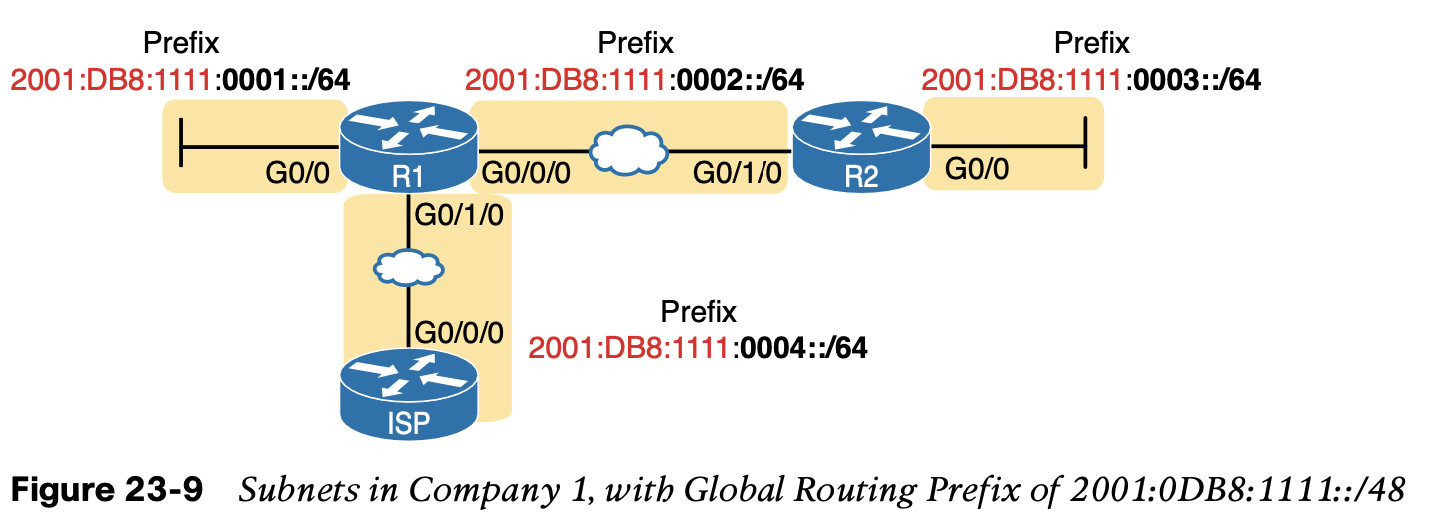 Prefix
2001:DB8:1111:0001::/64
Prefix
2001:DB8:1111:0002::/64
Prefix
2001:DB8:1111:0003::/64
G0/0
R1
G0/0/0
G0/1/0
R2
G0/0
G0/1/0
G0/0/0
ISP
Prefix
2001:DB8:1111:0004::/64
Figure 23-9 Subnets in Company 1, with Global Routing Prefix of 2001:0DB8:1111::/48